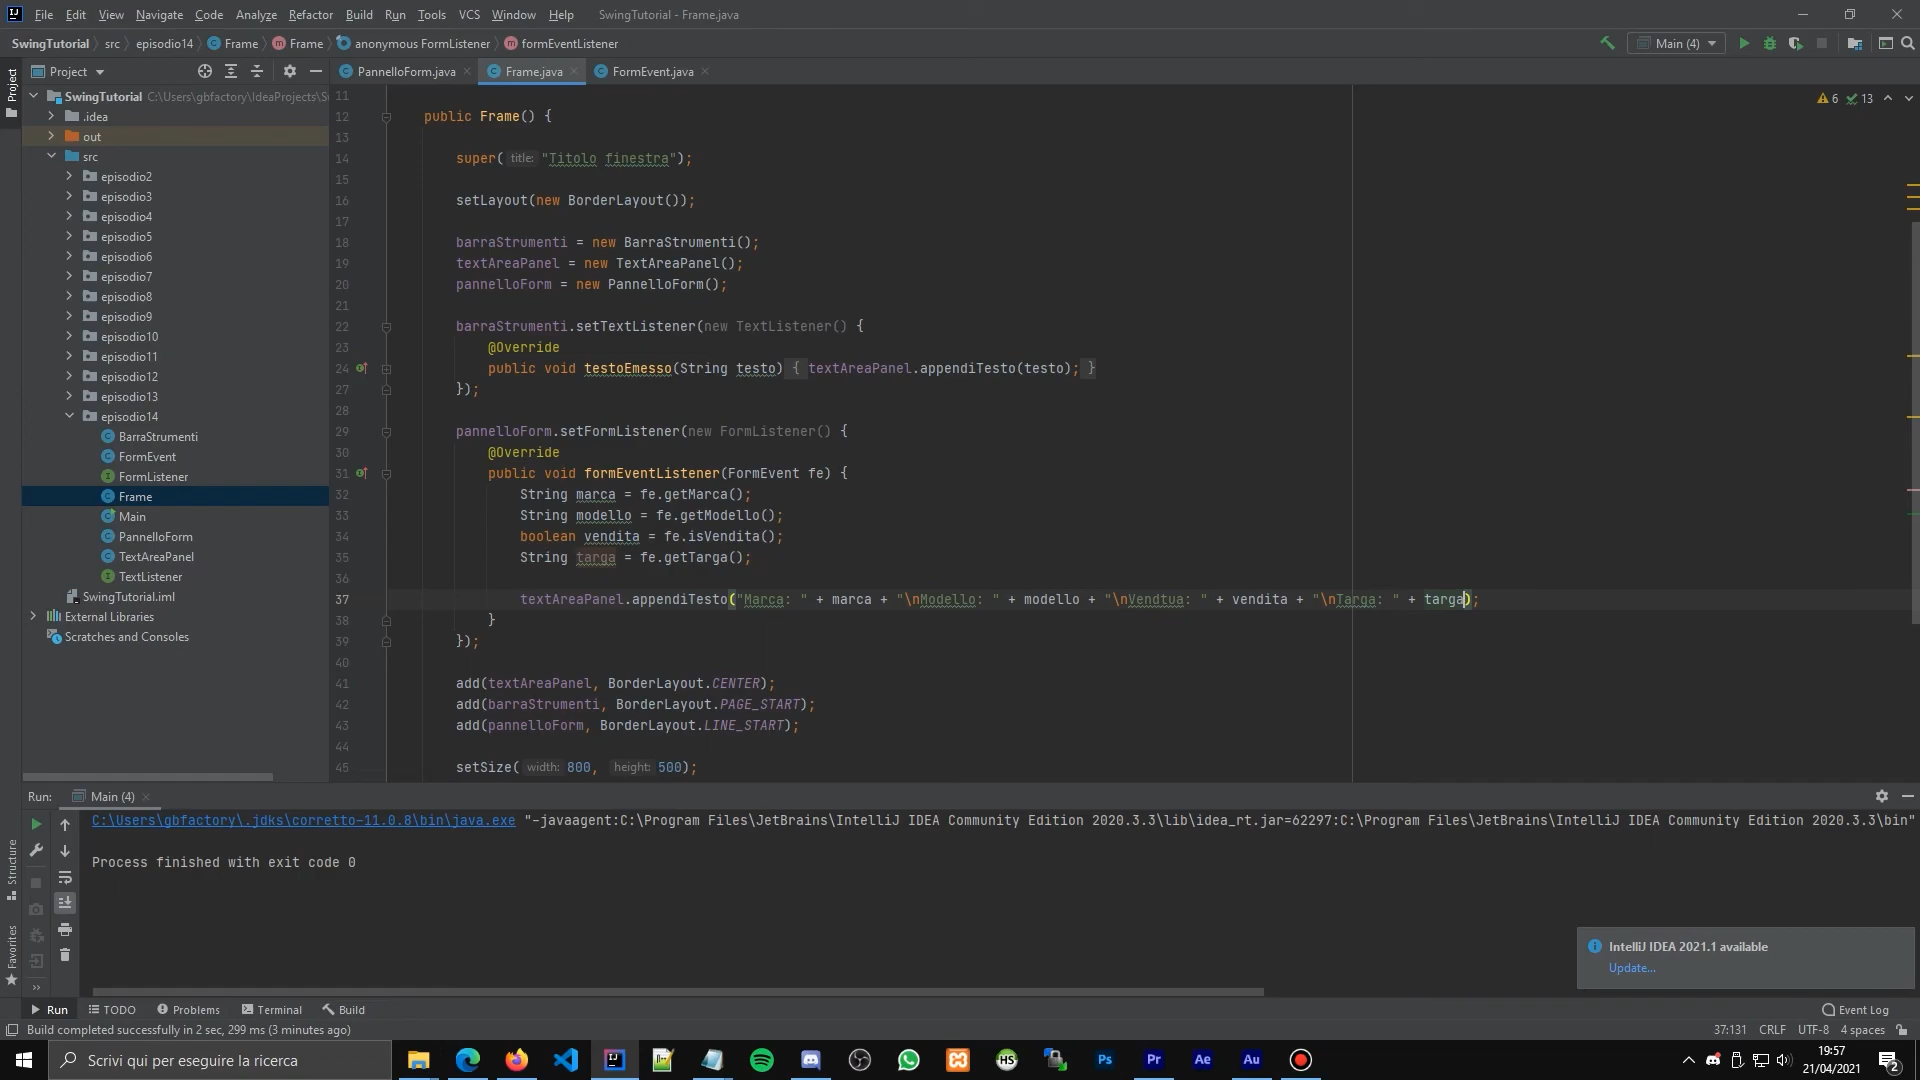 File Edit View Navigate Code Analyze Refactor Build Run Tools VCS Window Help SwingTutorial - Frame.java
SwingTutorial src episodio14 Frame Frame anonymous FormListener formEventListener Main (4)
Project PannelloForm.java Frame.java FormEvent.java
Project
SwingTutorial C:\Users\gbfactory\IdeaProjects\S
.idea
out
src
episodio2
episodio3
episodio4
episodio5
episodio6
episodio7
episodio8
episodio9
episodio10
episodio11
episodio12
episodio13
episodio14
BarraStrumenti
FormEvent
FormListener
Frame
Main
PannelloForm
TextAreaPanel
TextListener
SwingTutorial.iml
External Libraries
Scratches and Consoles
6 13
11
12 public Frame() {
13
14 super( title: "Titolo finestra");
15
16 setLayout(new BorderLayout());
17
18 barraStrumenti = new BarraStrumenti();
19 textAreaPanel = new TextAreaPanel();
20 pannelloForm = new PannelloForm();
21
22 barraStrumenti.setTextListener(new TextListener() {
23 @Override
24 public void testoEmesso(String testo) { textAreaPanel.appendiTesto(testo); }
27 });
28
29 pannelloForm.setFormListener(new FormListener() {
30 @Override
31 public void formEventListener(FormEvent fe) {
32 String marca = fe.getMarca();
33 String modello = fe.getModello();
34 boolean vendita = fe.isVendita();
35 String targa = fe.getTarga();
36
37 textAreaPanel.appendiTesto("Marca: " + marca + "\nModello: " + modello + "\nVendtua: " + vendita + "\nTarga: " + targa);
38 }
39 });
40
41 add(textAreaPanel, BorderLayout.CENTER);
42 add(barraStrumenti, BorderLayout.PAGE_START);
43 add(pannelloForm, BorderLayout.LINE_START);
44
45 setSize( width: 800, height: 500);
Run: Main (4)
C:\Users\gbfactory\.jdks\corretto-11.0.8\bin\java.exe "-javaagent:C:\Program Files\JetBrains\IntelliJ IDEA Community Edition 2020.3.3\lib\idea_rt.jar=62297:C:\Program Files\JetBrains\IntelliJ IDEA Community Edition 2020.3.3\bin"
Process finished with exit code 0
Structure
Favorites
IntelliJ IDEA 2021.1 available
Update...
Run TODO Problems Terminal Build Event Log
Build completed successfully in 2 sec, 299 ms (3 minutes ago) 37:131 CRLF UTF-8 4 spaces
Scrivi qui per eseguire la ricerca HS Ps Pr Ae Au
19:57
21/04/2021
2